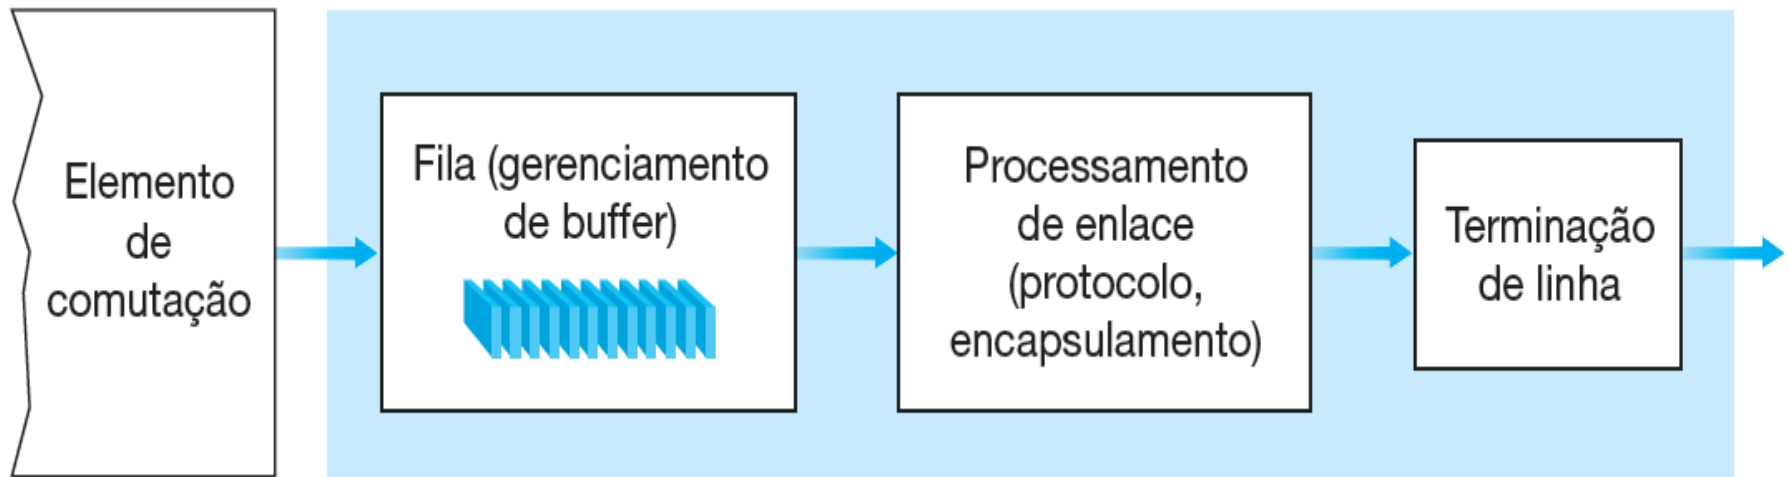 Elemento
de
comutação
Fila (gerenciamento
de buffer)
Processamento
de enlace
(protocolo,
encapsulamento)
Terminação
de linha